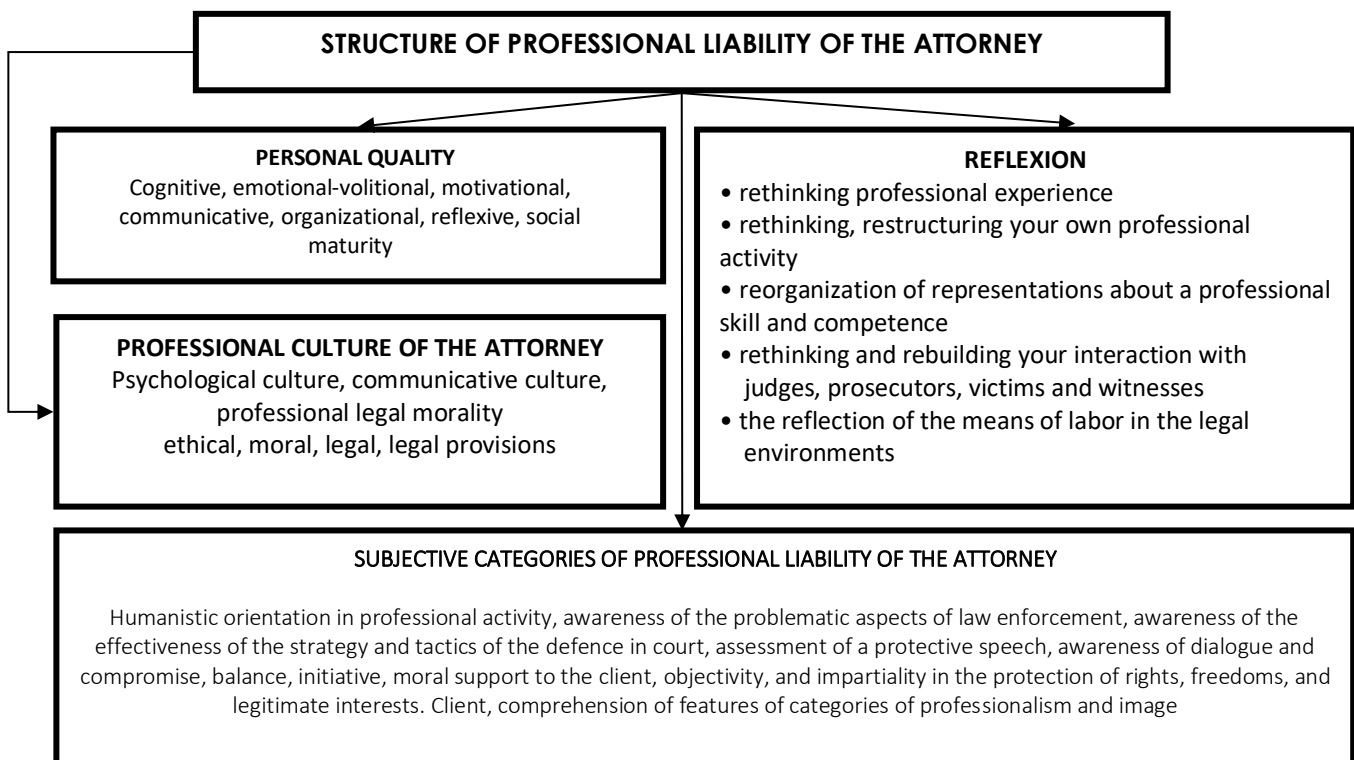 STRUCTURE OF PROFESSIONAL LIABILITY OF THE ATTORNEY
PERSONAL QUALITY
Cognitive, emotional-volitional, motivational,
communicative, organizational, reflexive, social
maturity
REFLEXION
• rethinking professional experience
• rethinking, restructuring your own professional
activity
• reorganization of representations about a professional
skill and competence
• rethinking and rebuilding your interaction with
judges, prosecutors, victims and witnesses
• the reflection of the means of labor in the legal
environments
PROFESSIONAL CULTURE OF THE ATTORNEY
Psychological culture, communicative culture,
professional legal morality
ethical, moral, legal, legal provisions
SUBJECTIVE CATEGORIES OF PROFESSIONAL LIABILITY OF THE ATTORNEY
Humanistic orientation in professional activity, awareness of the problematic aspects of law enforcement, awareness of the
effectiveness of the strategy and tactics of the defence in court, assessment of a protective speech, awareness of dialogue and
compromise, balance, initiative, moral support to the client, objectivity, and impartiality in the protection of rights, freedoms, and
legitimate interests. Client, comprehension of features of categories of professionalism and image